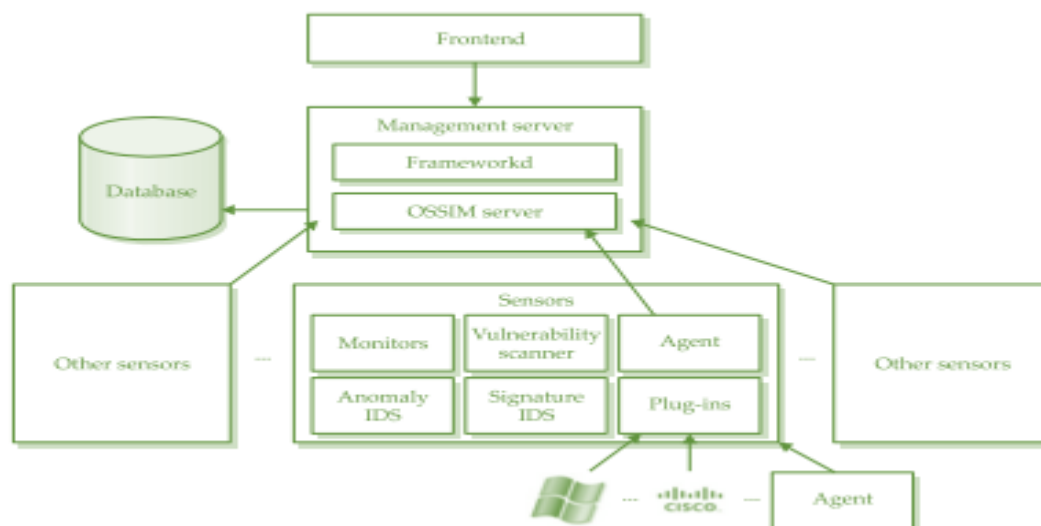 Frontend
Management server
Frameworkd
Database
OSSIM server
Sensors
Other sensors
...
Monitors
Vulnerability
scanner
Agent
...
Other sensors
Anomaly
IDS
Signature
IDS
Plug-ins
...
CISCO
...
Agent